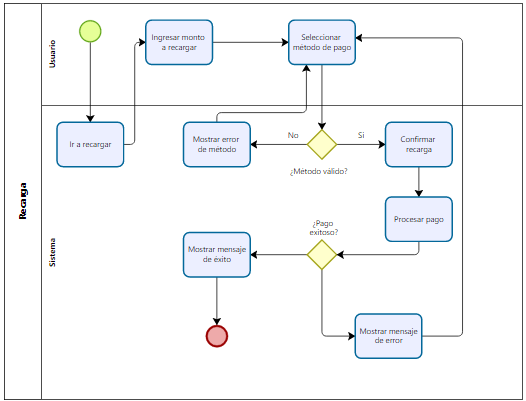 Recarga
Usuario
Ingresar monto
a recargar
Seleccionar
método de pago
Sistema
Ir a recargar
Mostrar error
de método
No
Si
¿Método válido?
Confirmar
recarga
Procesar pago
¿Pago
exitoso?
Mostrar mensaje
de éxito
Mostrar mensaje
de error